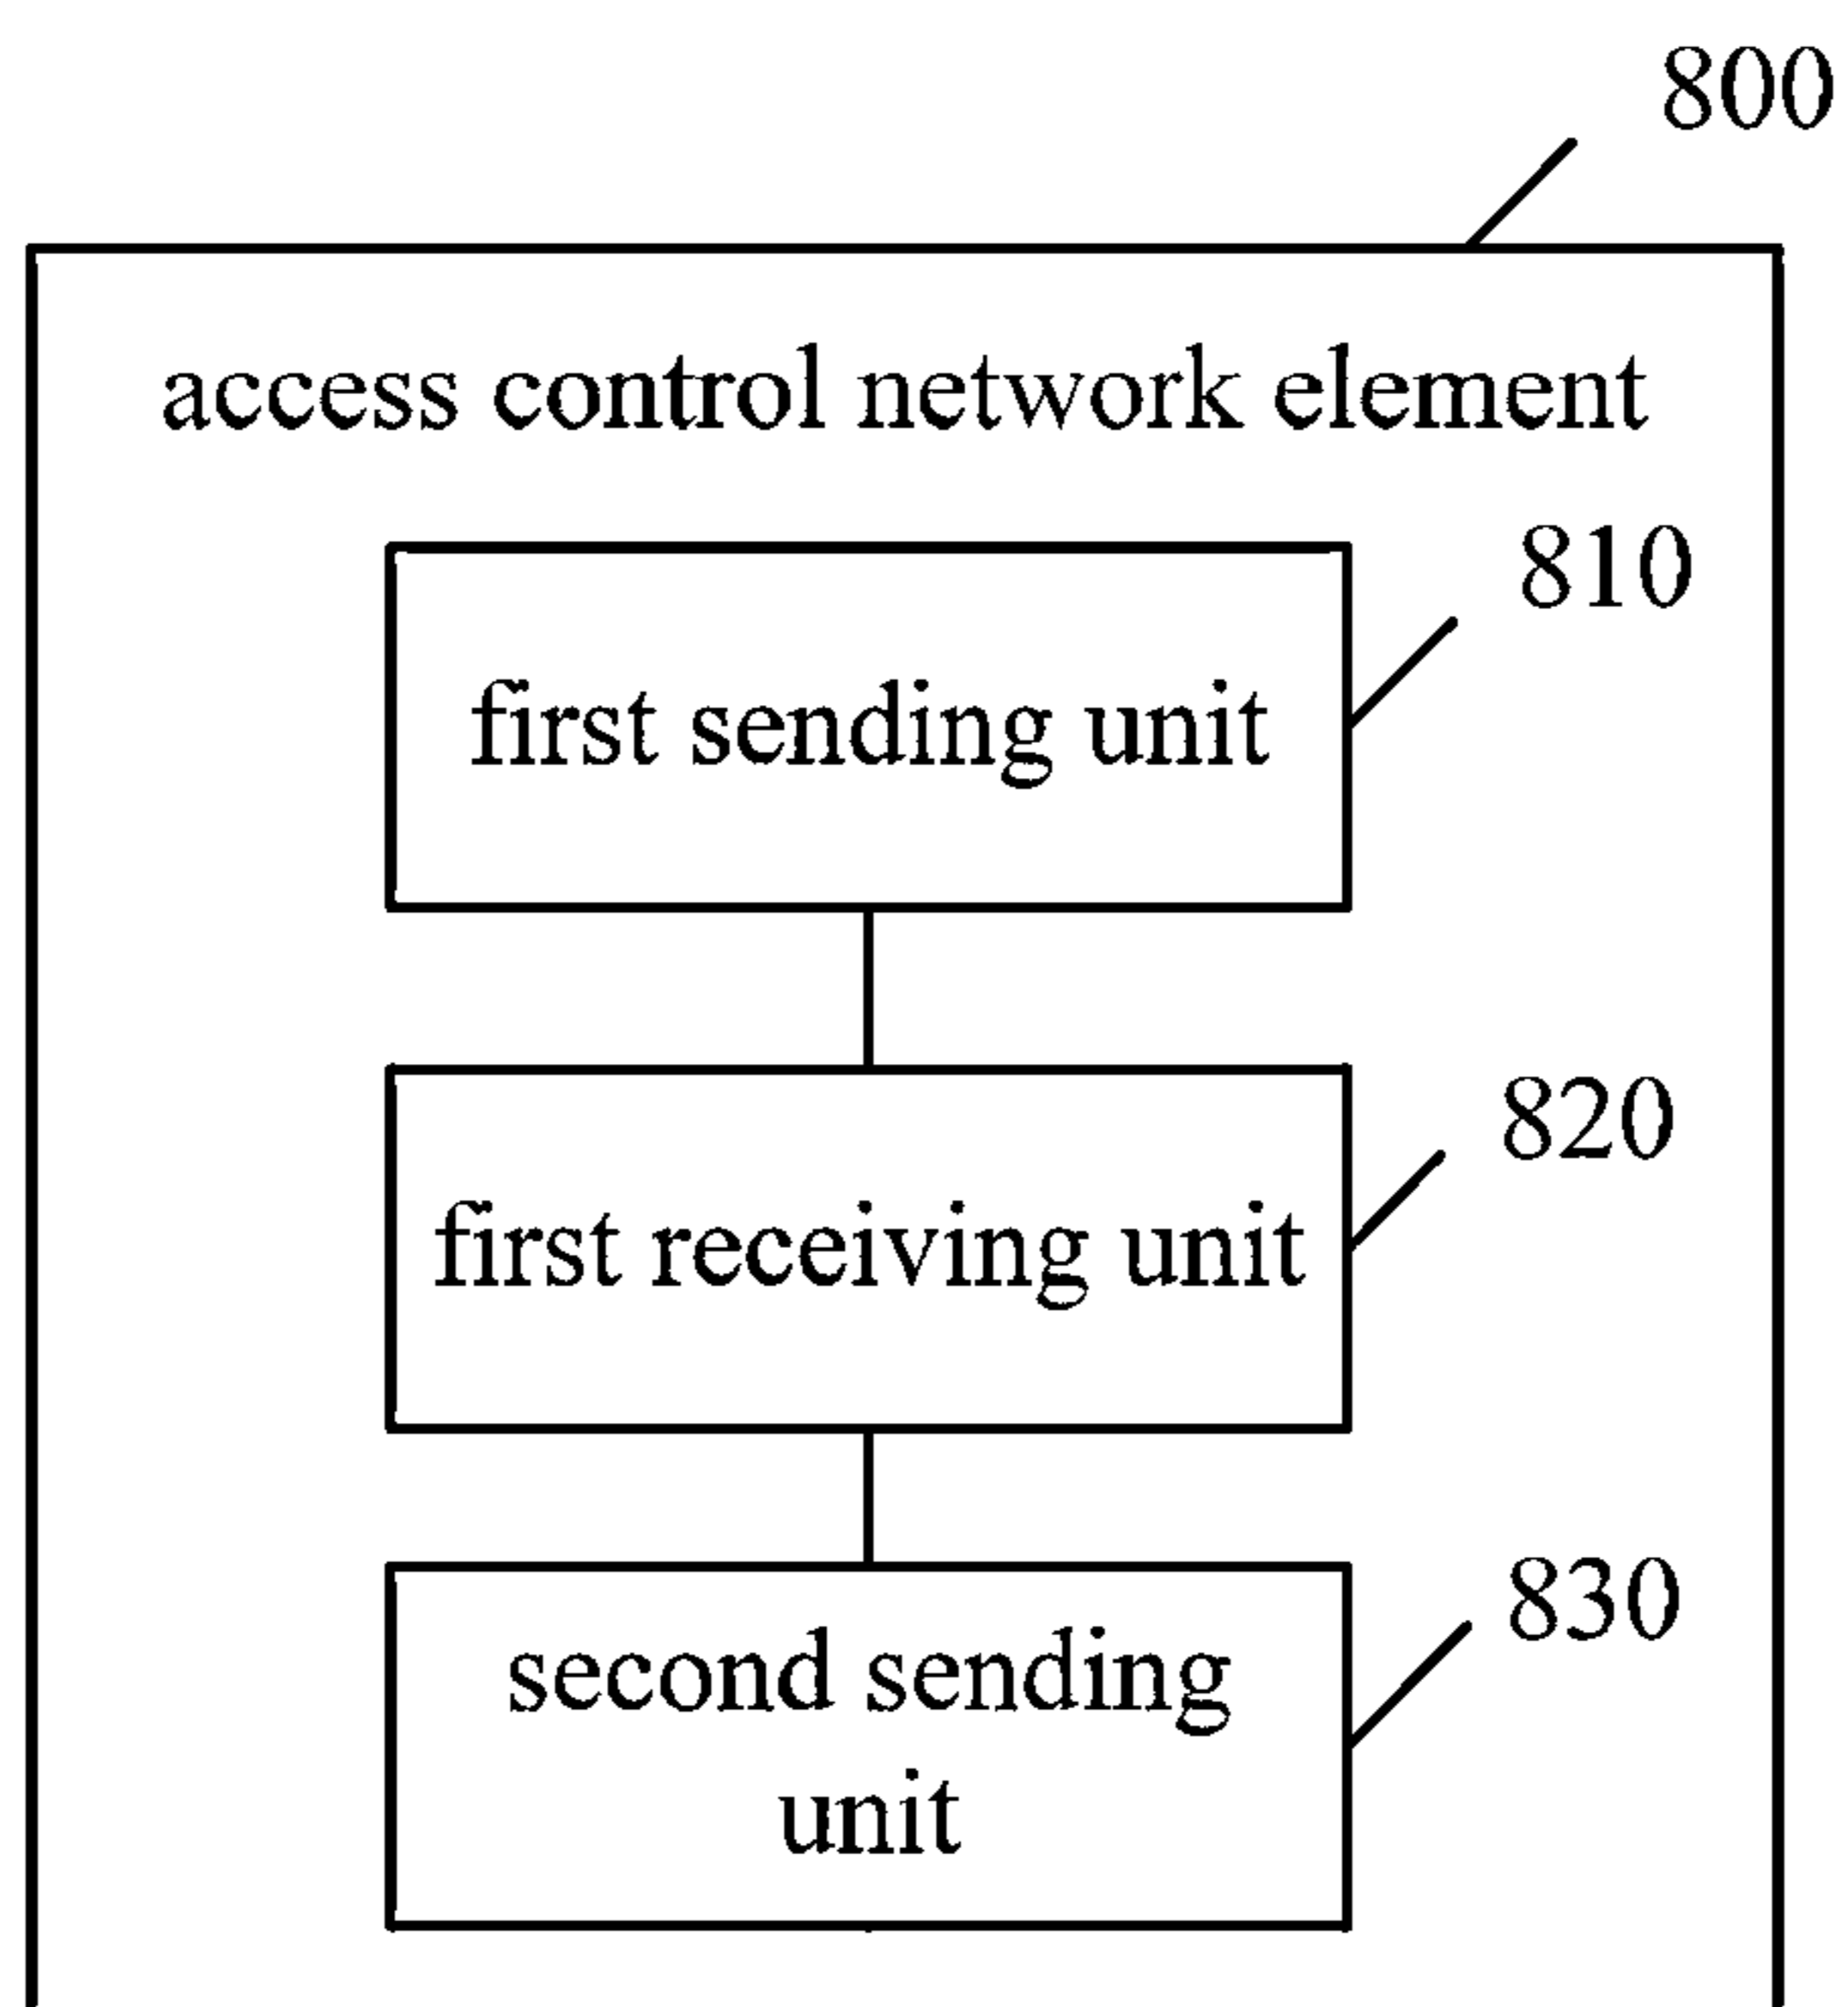 800
access control network element
810
first sending unit
820
first receiving unit
830
second sending
unit